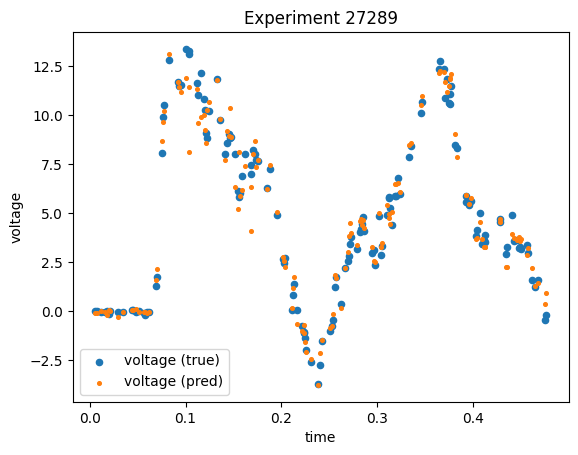 Experiment 27289
voltage
12.5
10.0
7.5
5.0
2.5
0.0
−2.5
voltage (true)
voltage (pred)
0.0 0.1 0.2 0.3 0.4
time